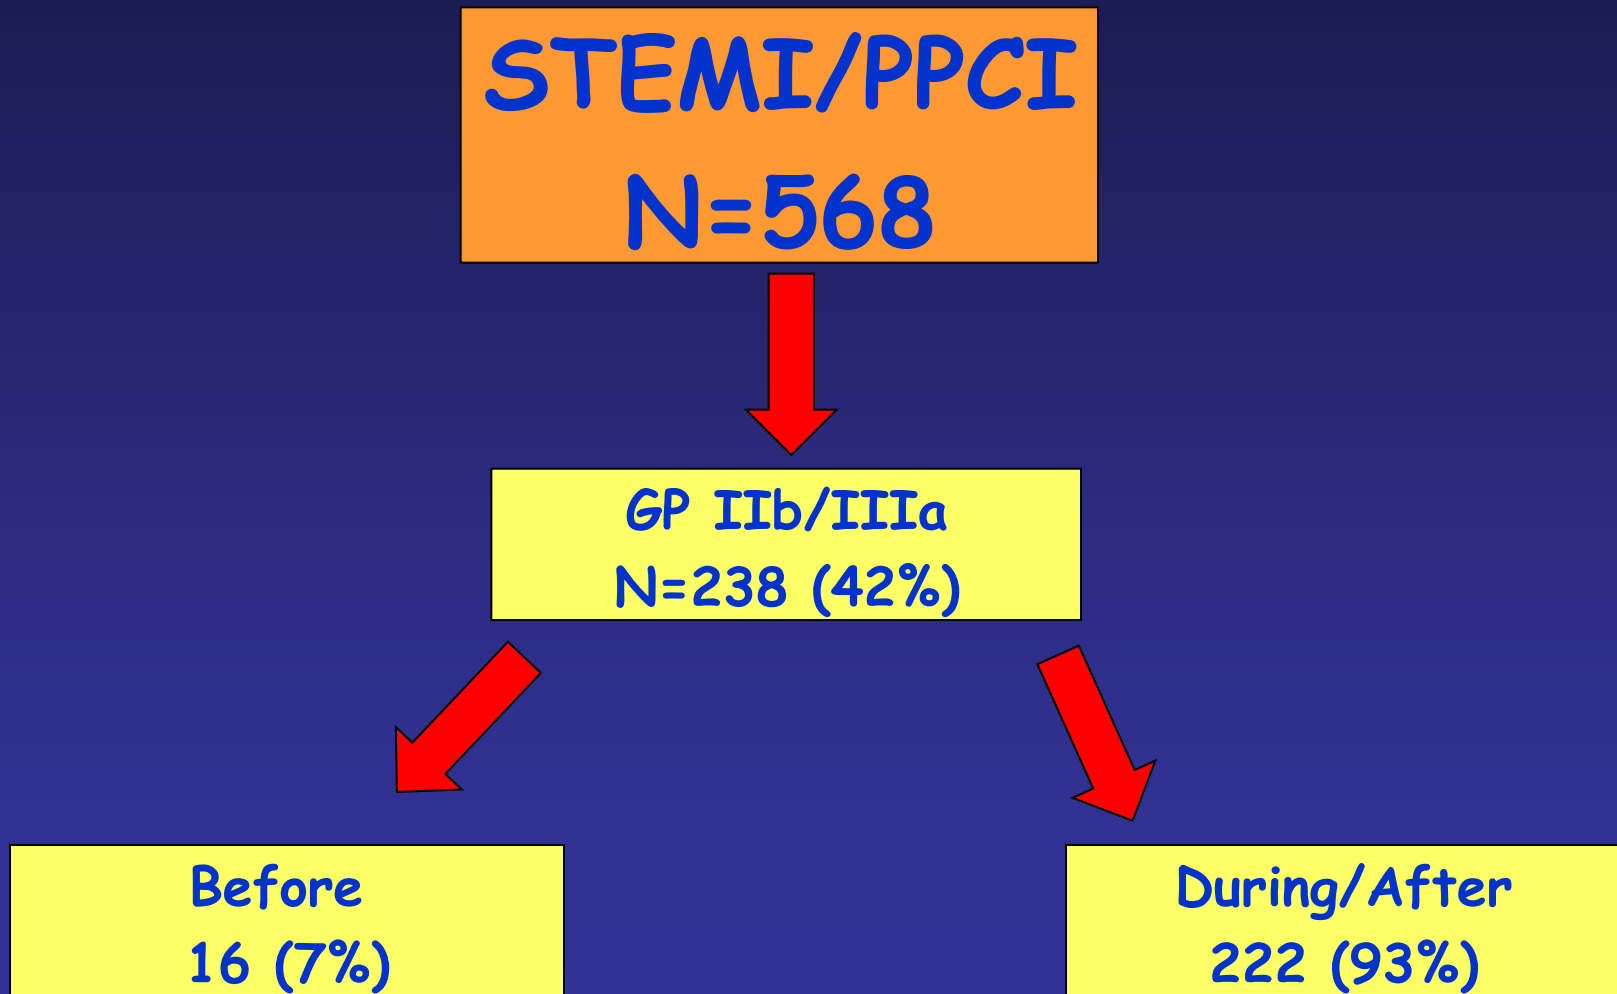 STEMI/PPCI
N=568
GP IIb/IIIa
N=238 (42%)
Before
16 (7%)
During/After
222 (93%)